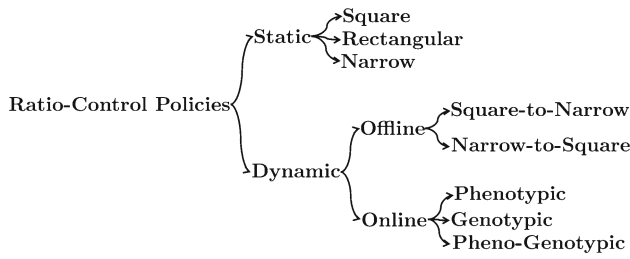 Ratio-Control Policies
Static
Square
Rectangular
Narrow
Dynamic
Offline
Square-to-Narrow
Narrow-to-Square
Online
Phenotypic
Genotypic
Pheno-Genotypic